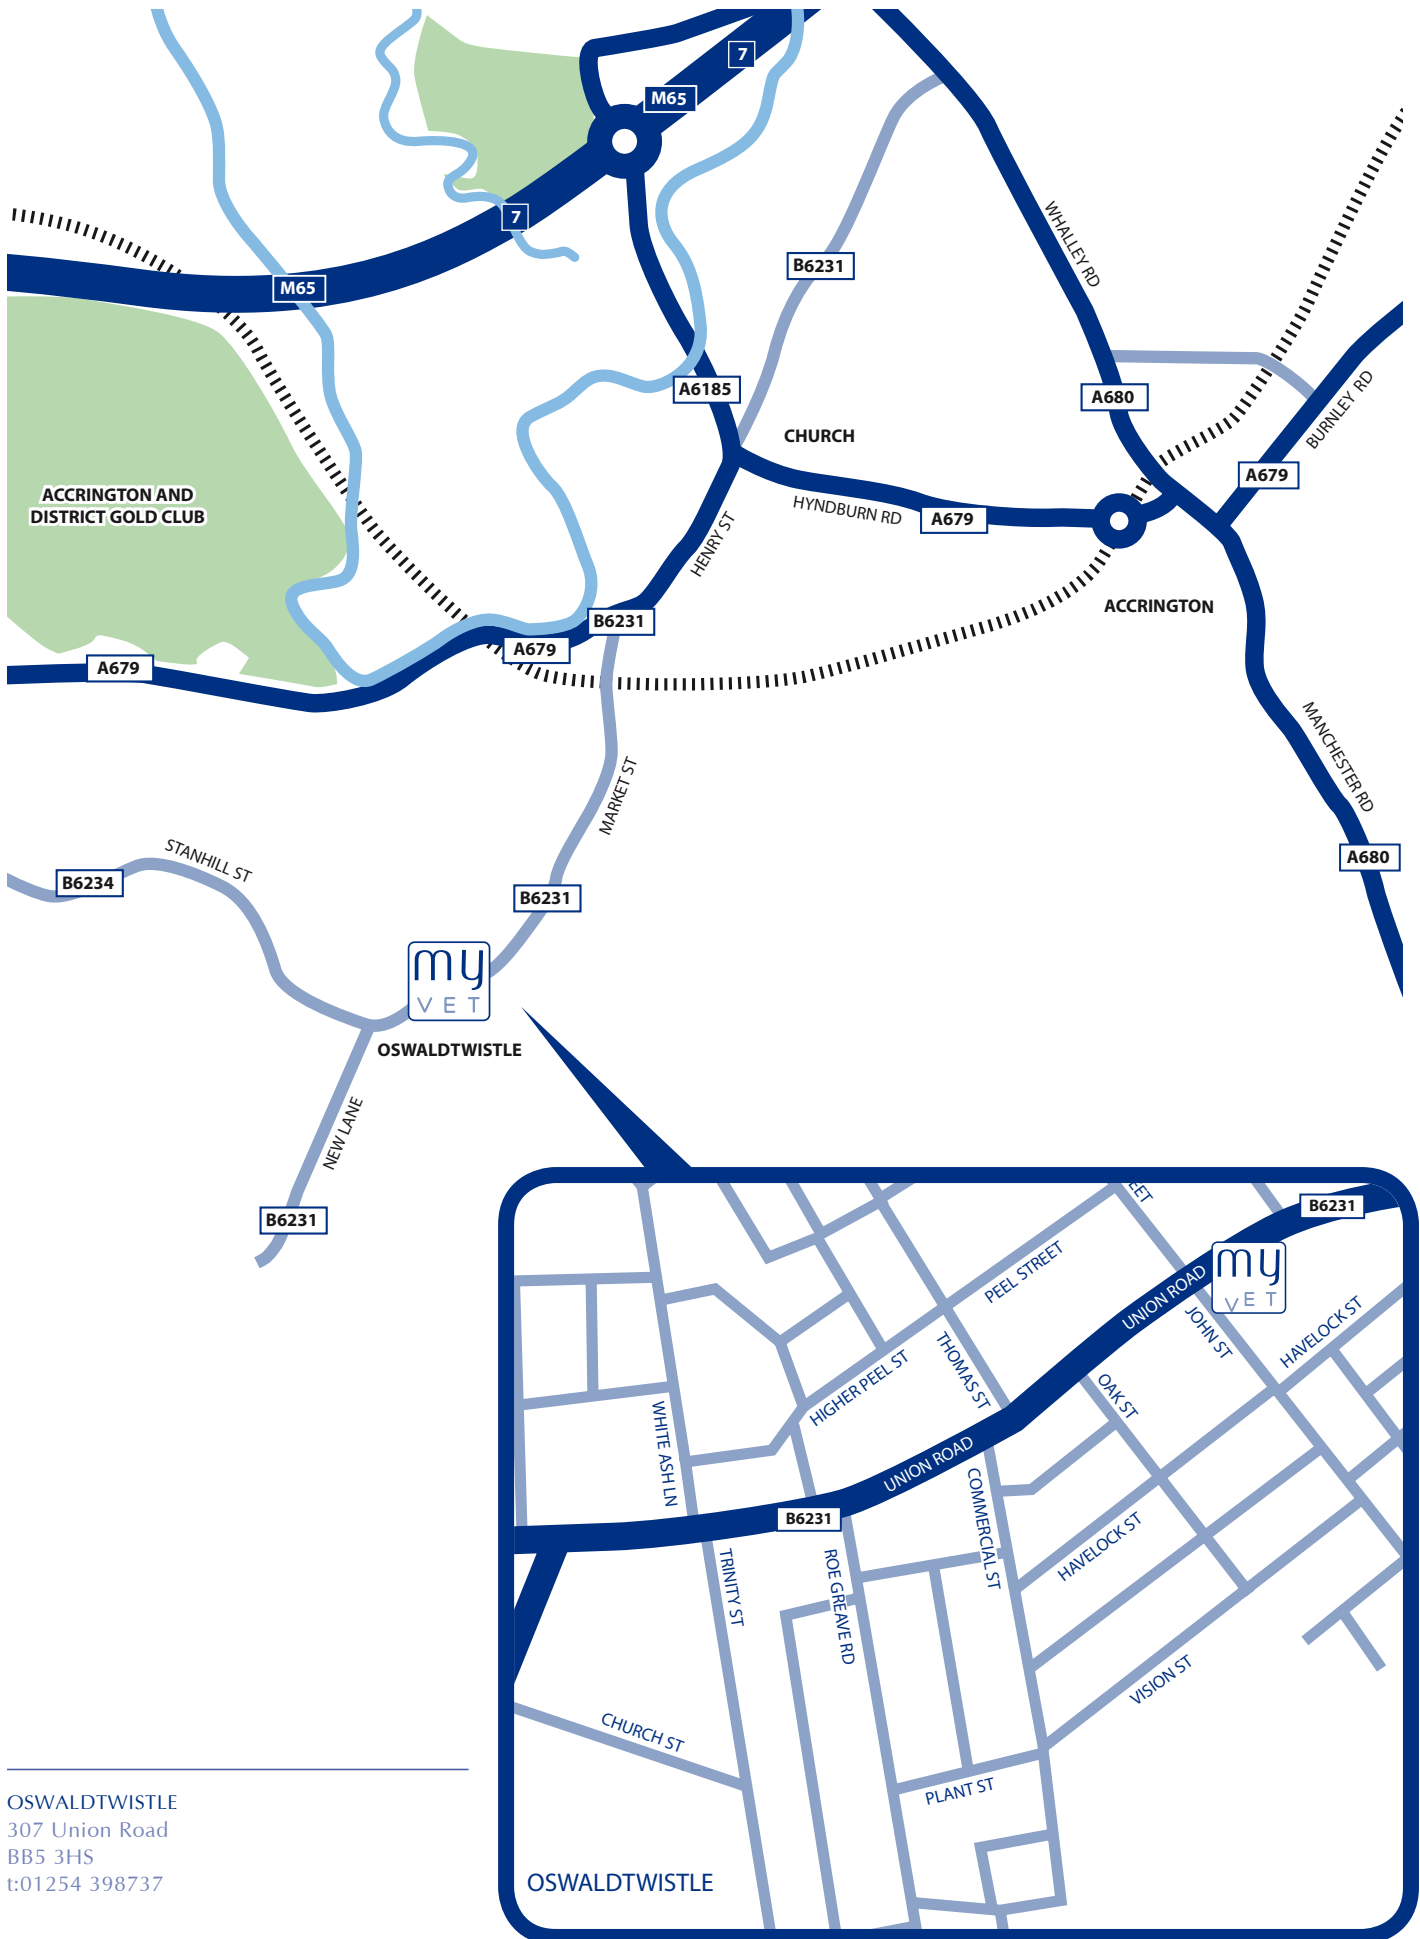 7
M65
WHALLEY RD
7
B6231
M65
A6185
A680
BURNLEY RD
CHURCH
A679
ACCRINGTON AND
DISTRICT GOLD CLUB
HYNDBURN RD
A679
HENRY ST
ACCRINGTON
B6231
A679
A679
MANCHESTER RD
MARKET ST
STANHILL ST
A680
B6234
B6231
my
VET
OSWALDTWISTLE
NEW LANE
B6231
EET
B6231
PEEL STREET
UNION ROAD
my
VET
JOHN ST
HAVELOCK ST
THOMAS ST
HIGHER PEEL ST
OAK ST
WHITE ASH LN
UNION ROAD
COMMERCIAL ST
B6231
HAVELOCK ST
TRINITY ST
ROE GREAVE RD
VISION ST
CHURCH ST
PLANT ST
OSWALDTWISTLE
OSWALDTWISTLE
307 Union Road
BB5 3HS
t:01254 398737